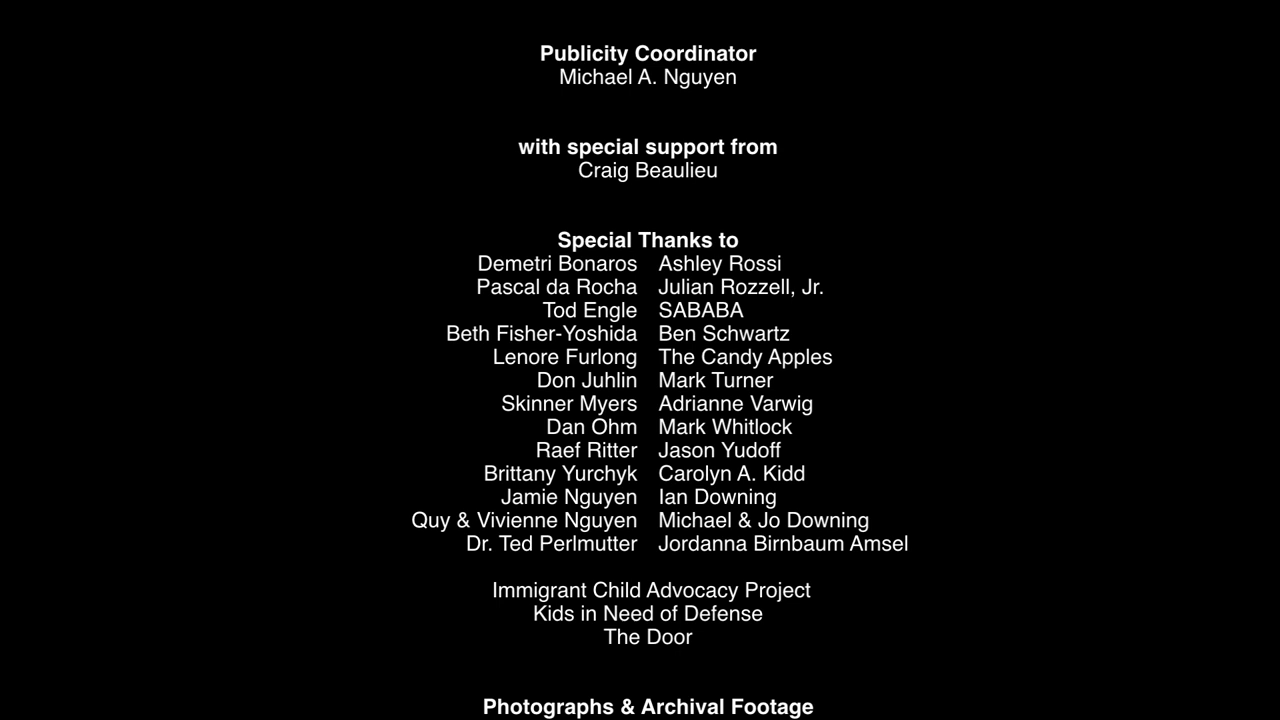 Publicity Coordinator
Michael A. Nguyen
with special support from
Craig Beaulieu
Special Thanks to
Demetri Bonaros Ashley Rossi
Pascal da Rocha Julian Rozzell, Jr.
Tod Engle SABABA
Beth Fisher-Yoshida Ben Schwartz
Lenore Furlong The Candy Apples
Don Juhlin Mark Turner
Skinner Myers Adrianne Varwig
Dan Ohm Mark Whitlock
Raef Ritter Jason Yudoff
Brittany Yurchyk Carolyn A. Kidd
Jamie Nguyen Ian Downing
Quy & Vivienne Nguyen Michael & Jo Downing
Dr. Ted Perlmutter Jordanna Birnbaum Amsel
Immigrant Child Advocacy Project
Kids in Need of Defense
The Door
Photographs & Archival Footage